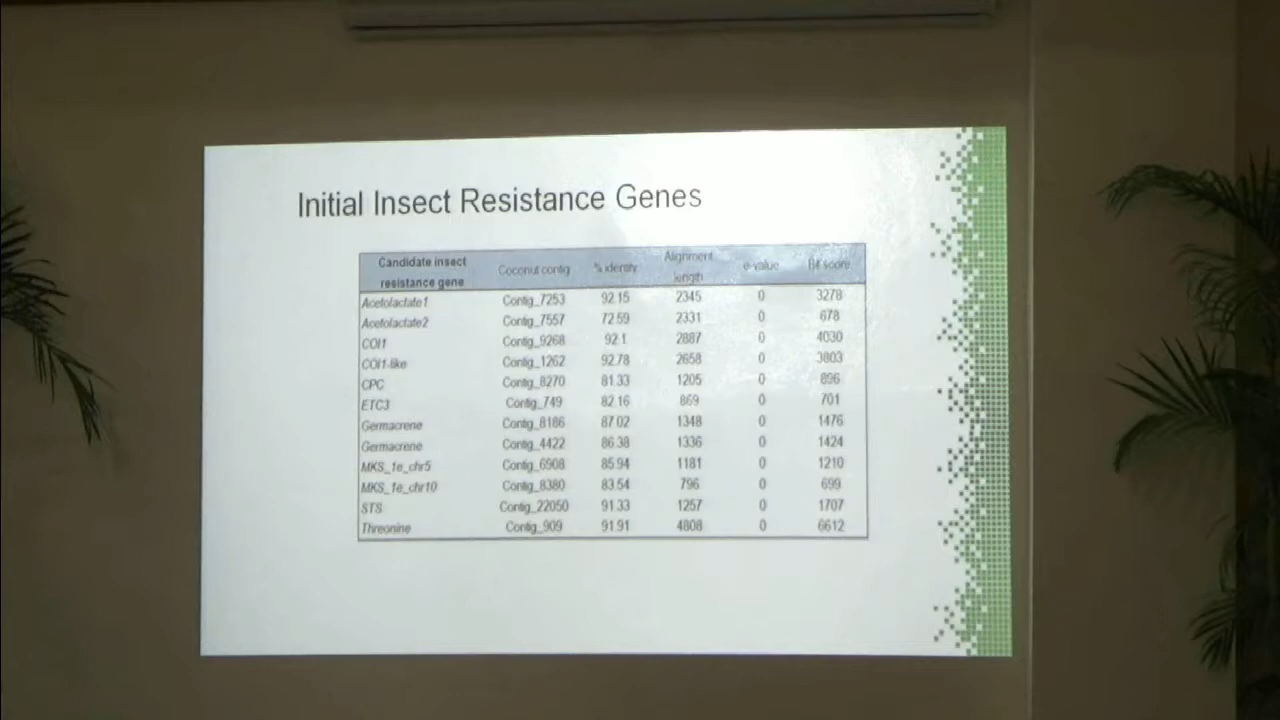 Initial Insect Resistance Genes
Candidate insect resistance gene Coconut contig % identity Alignment length e-value Bit score
Acetolactate1 Contig_7253 92.15 2345 0 3278
Acetolactate2 Contig_7557 72.59 2331 0 678
COI1 Contig_9268 92.1 2887 0 4030
COI1-like Contig_1262 92.78 2658 0 3803
CPC Contig_8270 81.33 1205 0 896
ETC3 Contig_749 82.16 869 0 701
Germacrene Contig_8186 87.02 1348 0 1476
Germacrene Contig_4422 86.38 1336 0 1424
MKS_1e_chr5 Contig_6908 85.94 1181 0 1210
MKS_1e_chr10 Contig_8380 83.54 796 0 699
STS Contig_22050 91.33 1257 0 1707
Threonine Contig_909 91.91 4808 0 6612